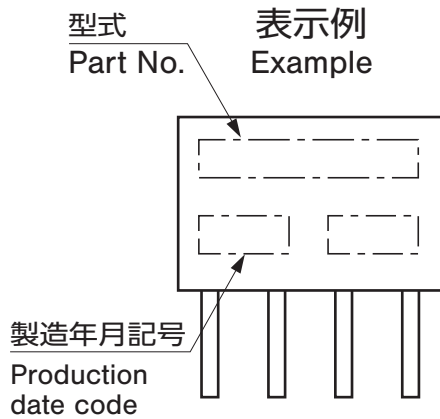 表示例
Example
型式
Part No.
製造年月記号
Production
date code